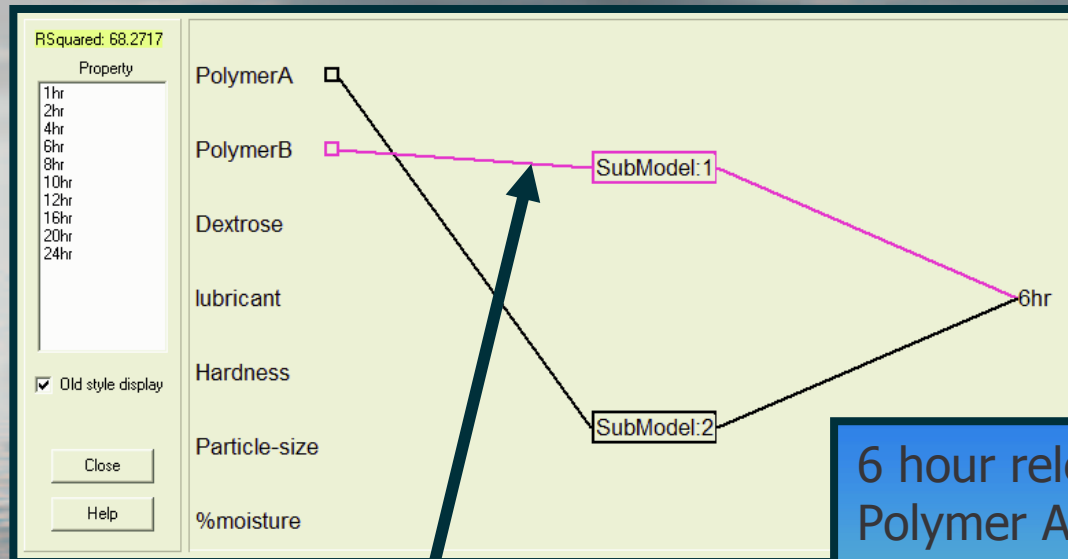 RSquared: 68.2717
Property
1hr
2hr
4hr
6hr
8hr
10hr
12hr
16hr
20hr
24hr
Old style display
Close
Help
PolymerA
PolymerB
Dextrose
lubricant
Hardness
Particle-size
%moisture
SubModel:1
SubModel:2
6hr
6 hour
Polymer A